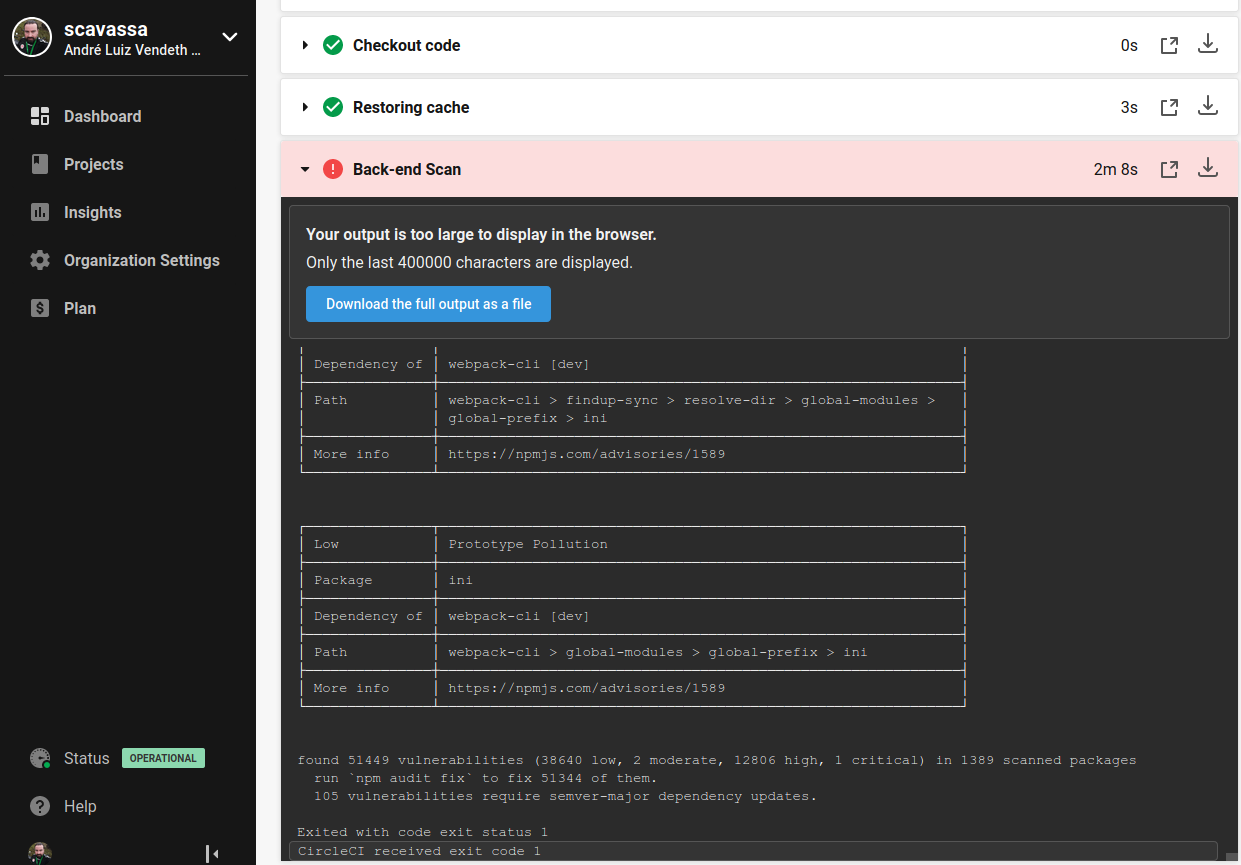 scavassa
André Luiz Vendeth ...
Dashboard
Projects
Insights
Organization Settings
Plan
Status OPERATIONAL
Help
Checkout code 0s
Restoring cache 3s
Back-end Scan 2m 8s
Your output is too large to display in the browser.
Only the last 400000 characters are displayed.
Download the full output as a file
Dependency of webpack-cli [dev]
Path webpack-cli > findup-sync > resolve-dir > global-modules >
global-prefix > ini
More info https://npmjs.com/advisories/1589
Low Prototype Pollution
Package ini
Dependency of webpack-cli [dev]
Path webpack-cli > global-modules > global-prefix > ini
More info https://npmjs.com/advisories/1589
found 51449 vulnerabilities (38640 low, 2 moderate, 12806 high, 1 critical) in 1389 scanned packages
run `npm audit fix` to fix 51344 of them.
105 vulnerabilities require semver-major dependency updates.
Exited with code exit status 1
CircleCI received exit code 1